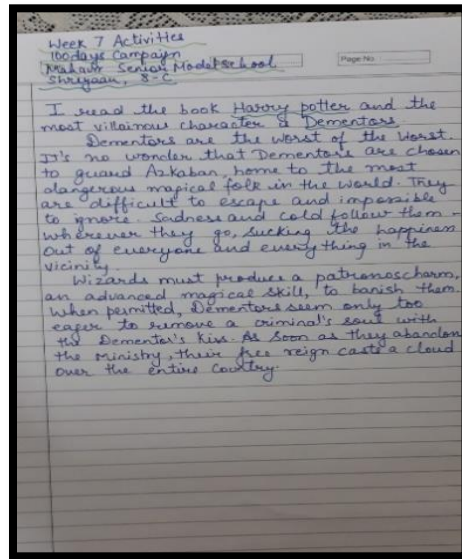 Week 7 Activities
100days Campaign
Mahavir Senior Model School
Shreyaan, 8-C
Page No :
I read the book Harry potter and the
most villainous character is Dementors.
Dementors are the worst of the worst.
It's no wonder that Dementors are chosen
to guard Azkaban, home to the most
dangerous magical folk in the world. They
are difficult to escape and impossible
to ignore. Sadness and cold follow them -
wherever they go, sucking the happiness
out of everyone and everything in the
vicinity.
Wizards must produce a patronoscharm,
an advanced magical skill, to banish them.
When permitted, Dementors seem only too
eager to remove a criminal's soul with
the Dementor's Kiss. As soon as they abandon
the ministry, their free reign casts a cloud
over the entire country.